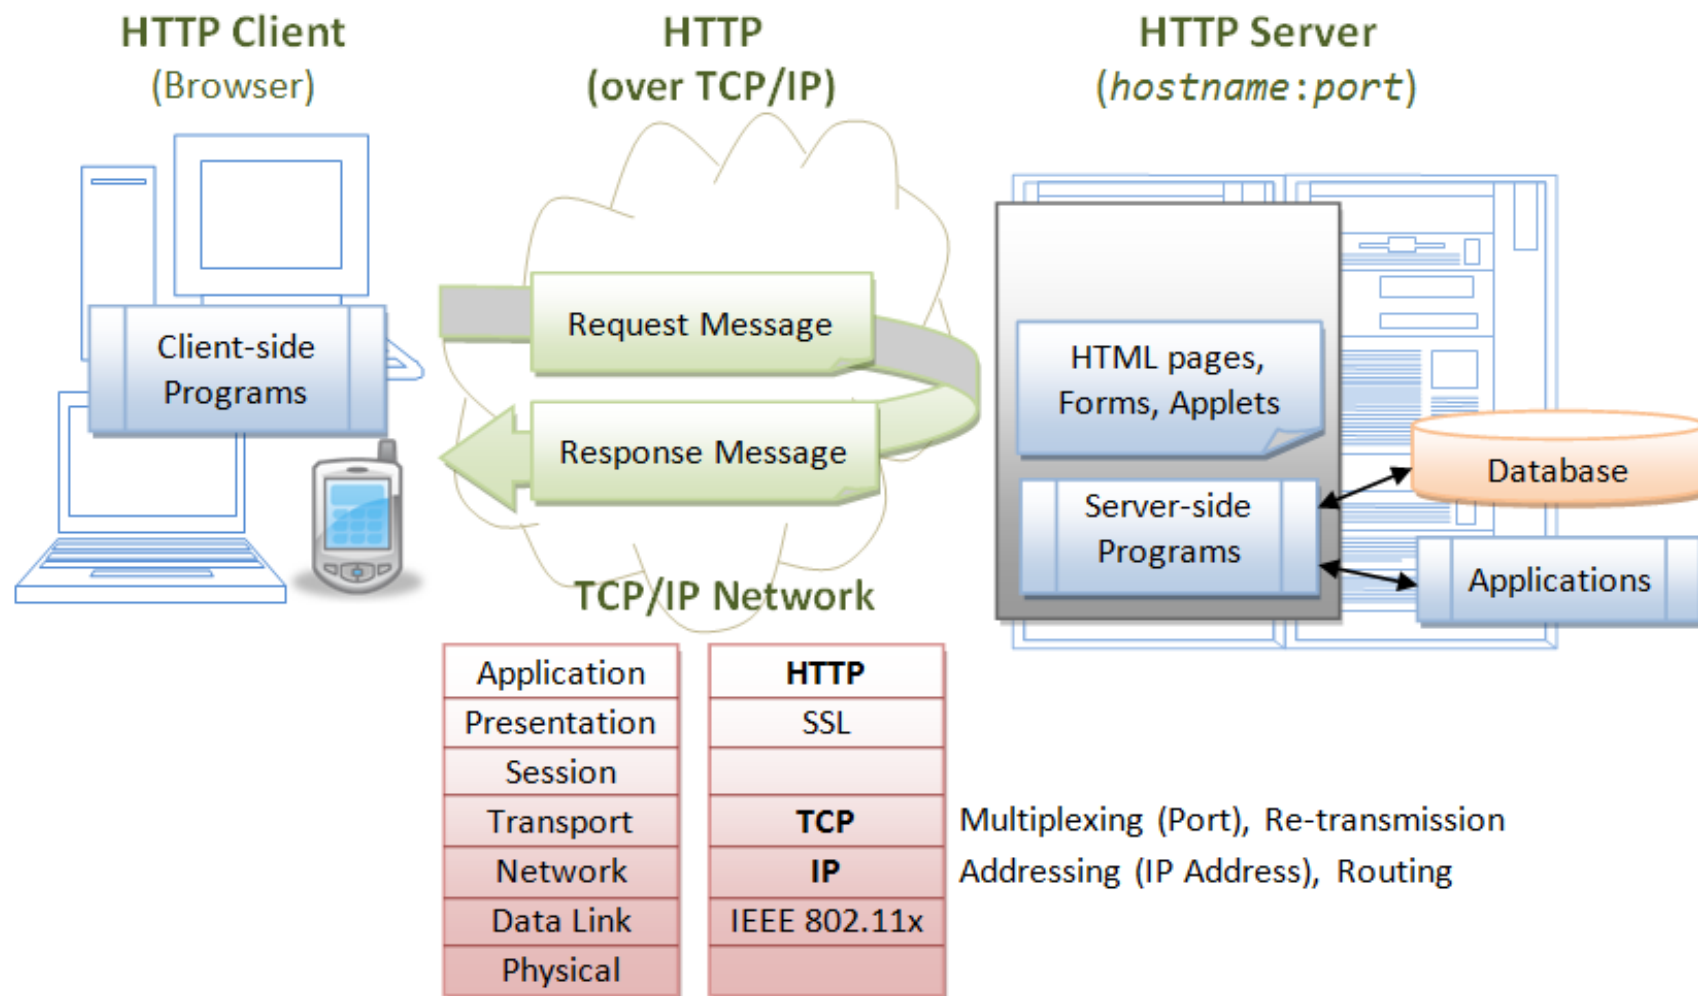 HTTP Client
(Browser)
HTTP
(over TCP/IP)
HTTP Server
(hostname:port)
Client-side
Programs
Request Message
Response Message
HTML pages,
Forms, Applets
Server-side
Programs
Database
Applications
TCP/IP Network
Application HTTP
Presentation SSL
Session
Transport TCP Multiplexing (Port), Re-transmission
Network IP Addressing (IP Address), Routing
Data Link IEEE 802.11x
Physical